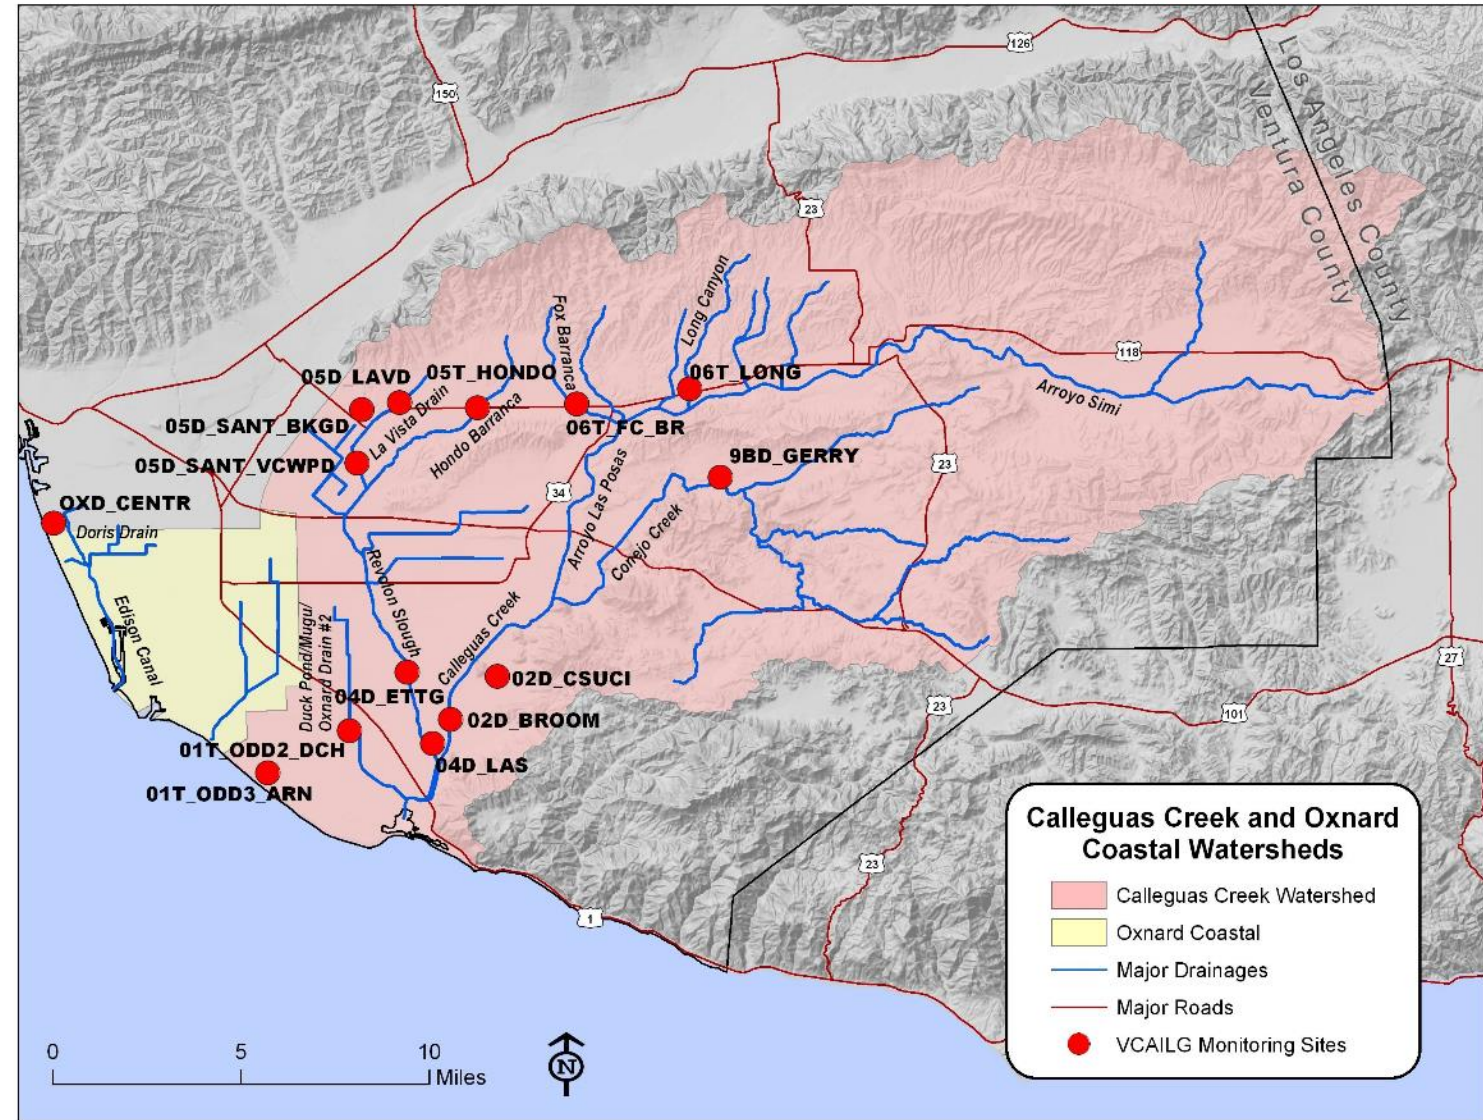 126
150
Los Angeles County
Ventura County
23
Long Canyon
Fox Barranca
118
05D_LAVD
05T_HONDO
06T_LONG
Arroyo Simi
La Vista Drain
05D_SANT_BKGD
Hondo Barranca
06T_FC_BR
05D_SANT_VCWPD
9BD_GERRY
23
34
Arroyo Las Posas
OXD_CENTR
Doris Drain
Conejo Creek
Revolon Slough
Edison Canal
Calleguas Creek
Duck Pond/Mugu/
Oxnard Drain #2
27
02D_CSUCI
04D_ETTG
23
101
02D_BROOM
01T_ODD2_DCH
04D_LAS
01T_ODD3_ARN
23
1
Calleguas Creek and Oxnard
Coastal Watersheds
Calleguas Creek Watershed
Oxnard Coastal
Major Drainages
Major Roads
VCAILG Monitoring Sites
0 5 10
Miles
N